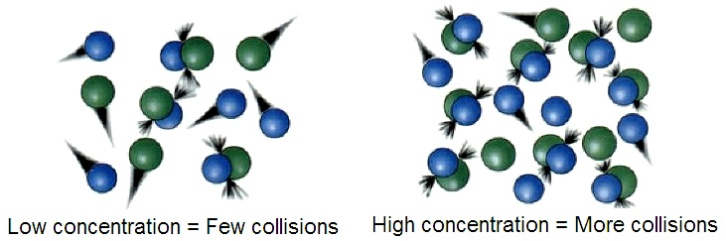 Low concentration = Few collisions
High concentration = More collisions